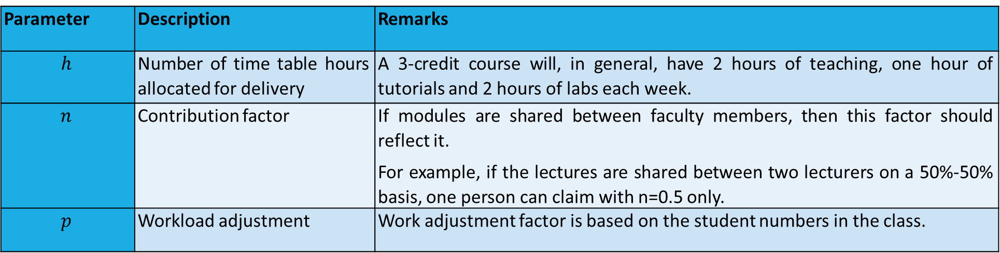 Parameter Description Remarks
ℎ Number of time table hours A 3-credit course will, in general, have 2 hours of teaching, one hour of
allocated for delivery tutorials and 2 hours of labs each week.
𝑛 Contribution factor If modules are shared between faculty members, then this factor should
reflect it.
For example, if the lectures are shared between two lecturers on a 50%-50%
basis, one person can claim with n=0.5 only.
𝑝 Workload adjustment Work adjustment factor is based on the student numbers in the class.